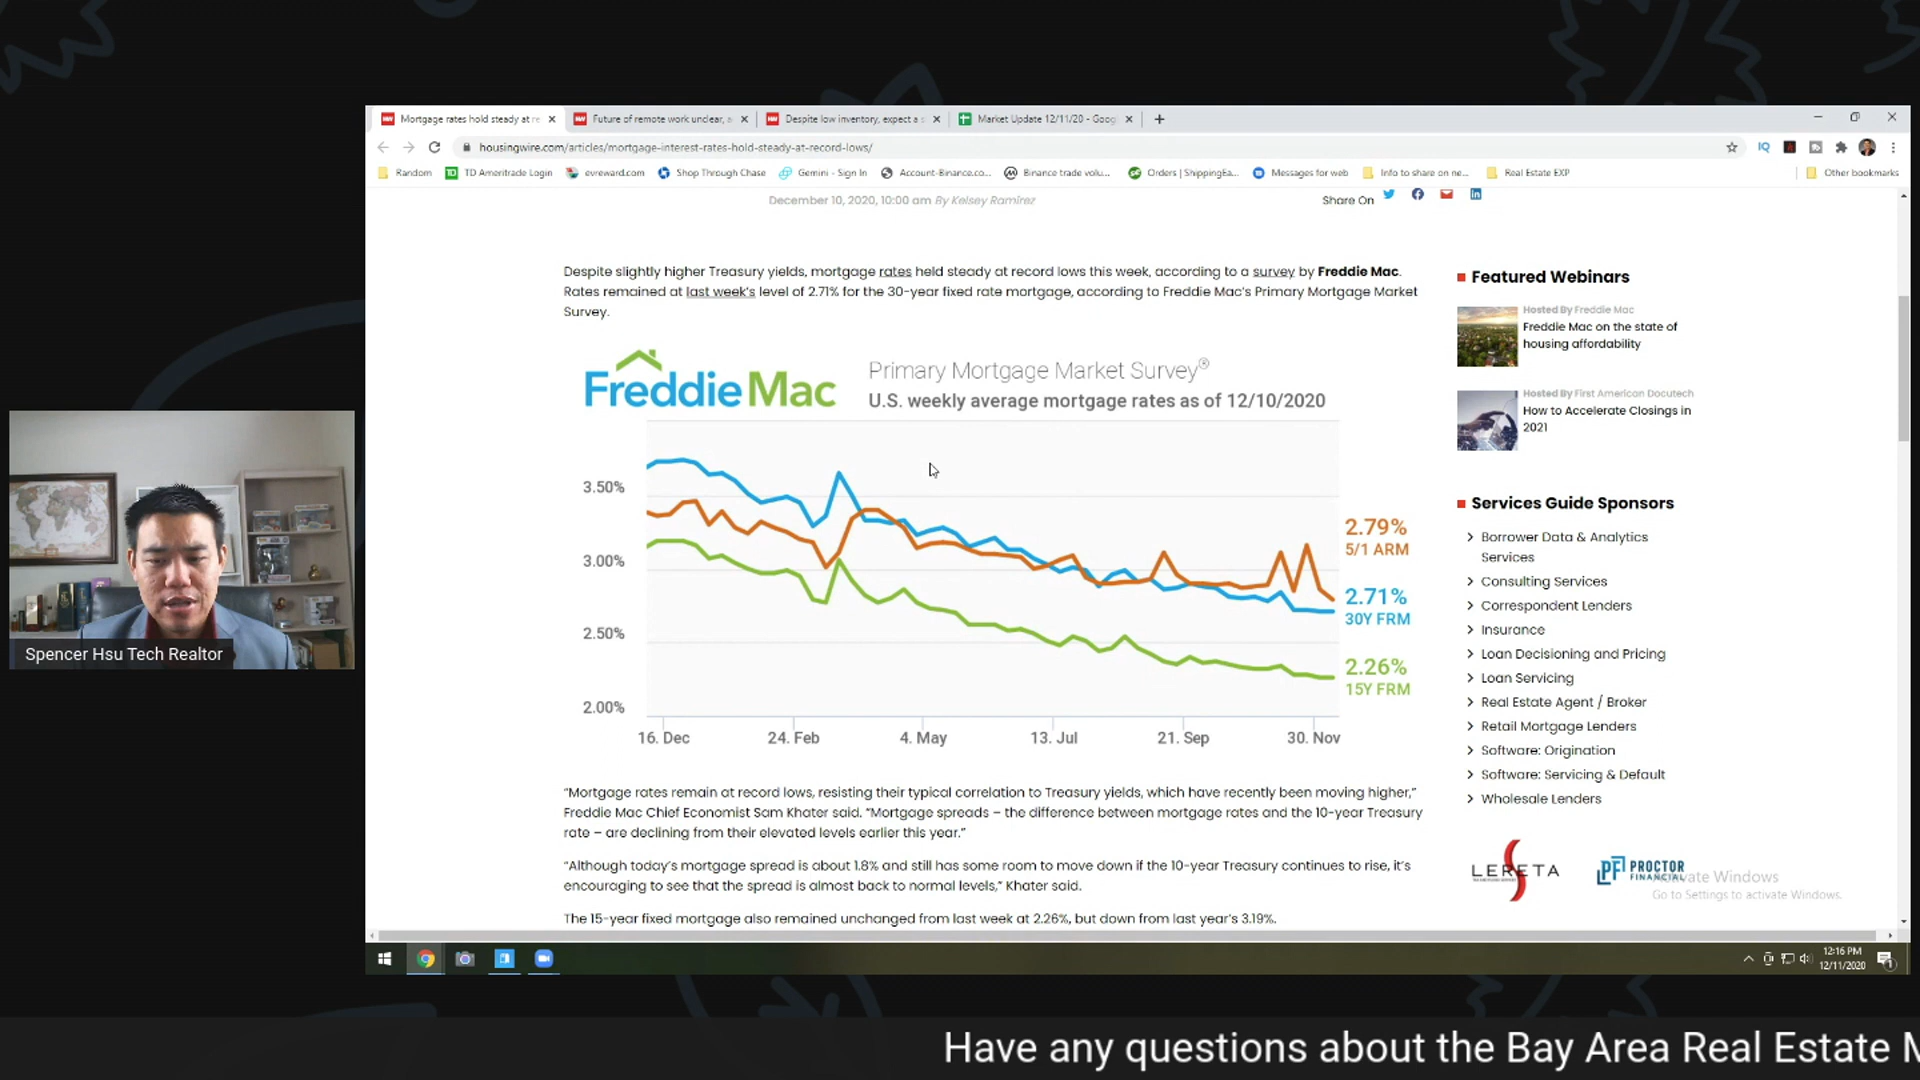 Mortgage rates hold steady at re
Future of remote work unclear, a
Despite low inventory, expect a s
Market Update 12/11/20 - Goog
housingwire.com/articles/mortgage-interest-rates-hold-steady-at-record-lows/
IQ
Random
TD Ameritrade Login
evreward.com
Shop Through Chase
Gemini - Sign In
Account-Binance.co...
Binance trade volu...
Orders | ShippingEa...
Messages for web
Info to share on ne...
Real Estate EXP
Other bookmarks
December 10, 2020, 10:00 am By Kelsey Ramírez
Share On
Despite slightly higher Treasury yields, mortgage rates held steady at record lows this week, according to a survey by Freddie Mac.
Rates remained at last week's level of 2.71% for the 30-year fixed rate mortgage, according to Freddie Mac's Primary Mortgage Market
Survey.
Freddie Mac
Primary Mortgage Market Survey®
U.S. weekly average mortgage rates as of 12/10/2020
3.50%
3.00%
2.50%
2.00%
2.79%
5/1 ARM
2.71%
30Y FRM
2.26%
15Y FRM
16. Dec
24. Feb
4. May
13. Jul
21. Sep
30. Nov
"Mortgage rates remain at record lows, resisting their typical correlation to Treasury yields, which have recently been moving higher,"
Freddie Mac Chief Economist Sam Khater said. "Mortgage spreads – the difference between mortgage rates and the 10-year Treasury
rate – are declining from their elevated levels earlier this year."
"Although today's mortgage spread is about 1.8% and still has some room to move down if the 10-year Treasury continues to rise, it's
encouraging to see that the spread is almost back to normal levels," Khater said.
The 15-year fixed mortgage also remained unchanged from last week at 2.26%, but down from last year's 3.19%.
Featured Webinars
Hosted By Freddie Mac
Freddie Mac on the state of
housing affordability
Hosted By First American Docutech
How to Accelerate Closings in
2021
Services Guide Sponsors
Borrower Data & Analytics
Services
Consulting Services
Correspondent Lenders
Insurance
Loan Decisioning and Pricing
Loan Servicing
Real Estate Agent / Broker
Retail Mortgage Lenders
Software: Origination
Software: Servicing & Default
Wholesale Lenders
LERETA
PFI PROCTOR
FINANCIAL
Activate Windows
Go to Settings to activate Windows.
12:16 PM
12/11/2020
1
Spencer Hsu Tech Realtor
Have any questions about the Bay Area Real Estate M